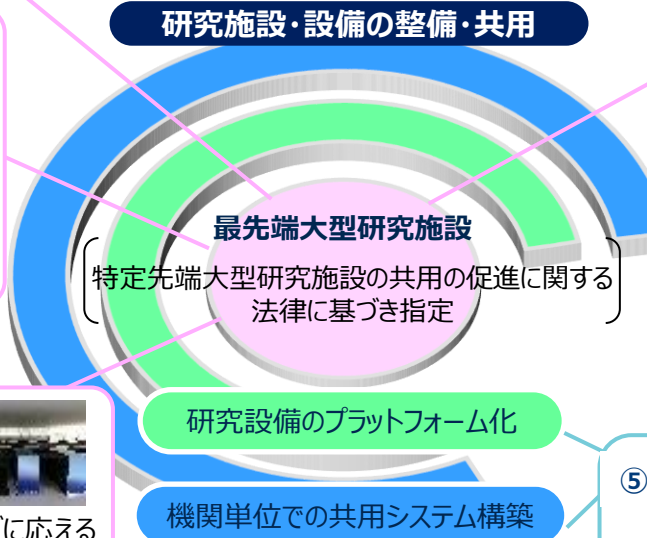 研究施設・設備の整備・共用
最先端大型研究施設
特定先端大型研究施設の共用の促進に関する
法律に基づき指定
研究設備のプラットフォーム化
⑤
機関単位での共用システム構築
に応える